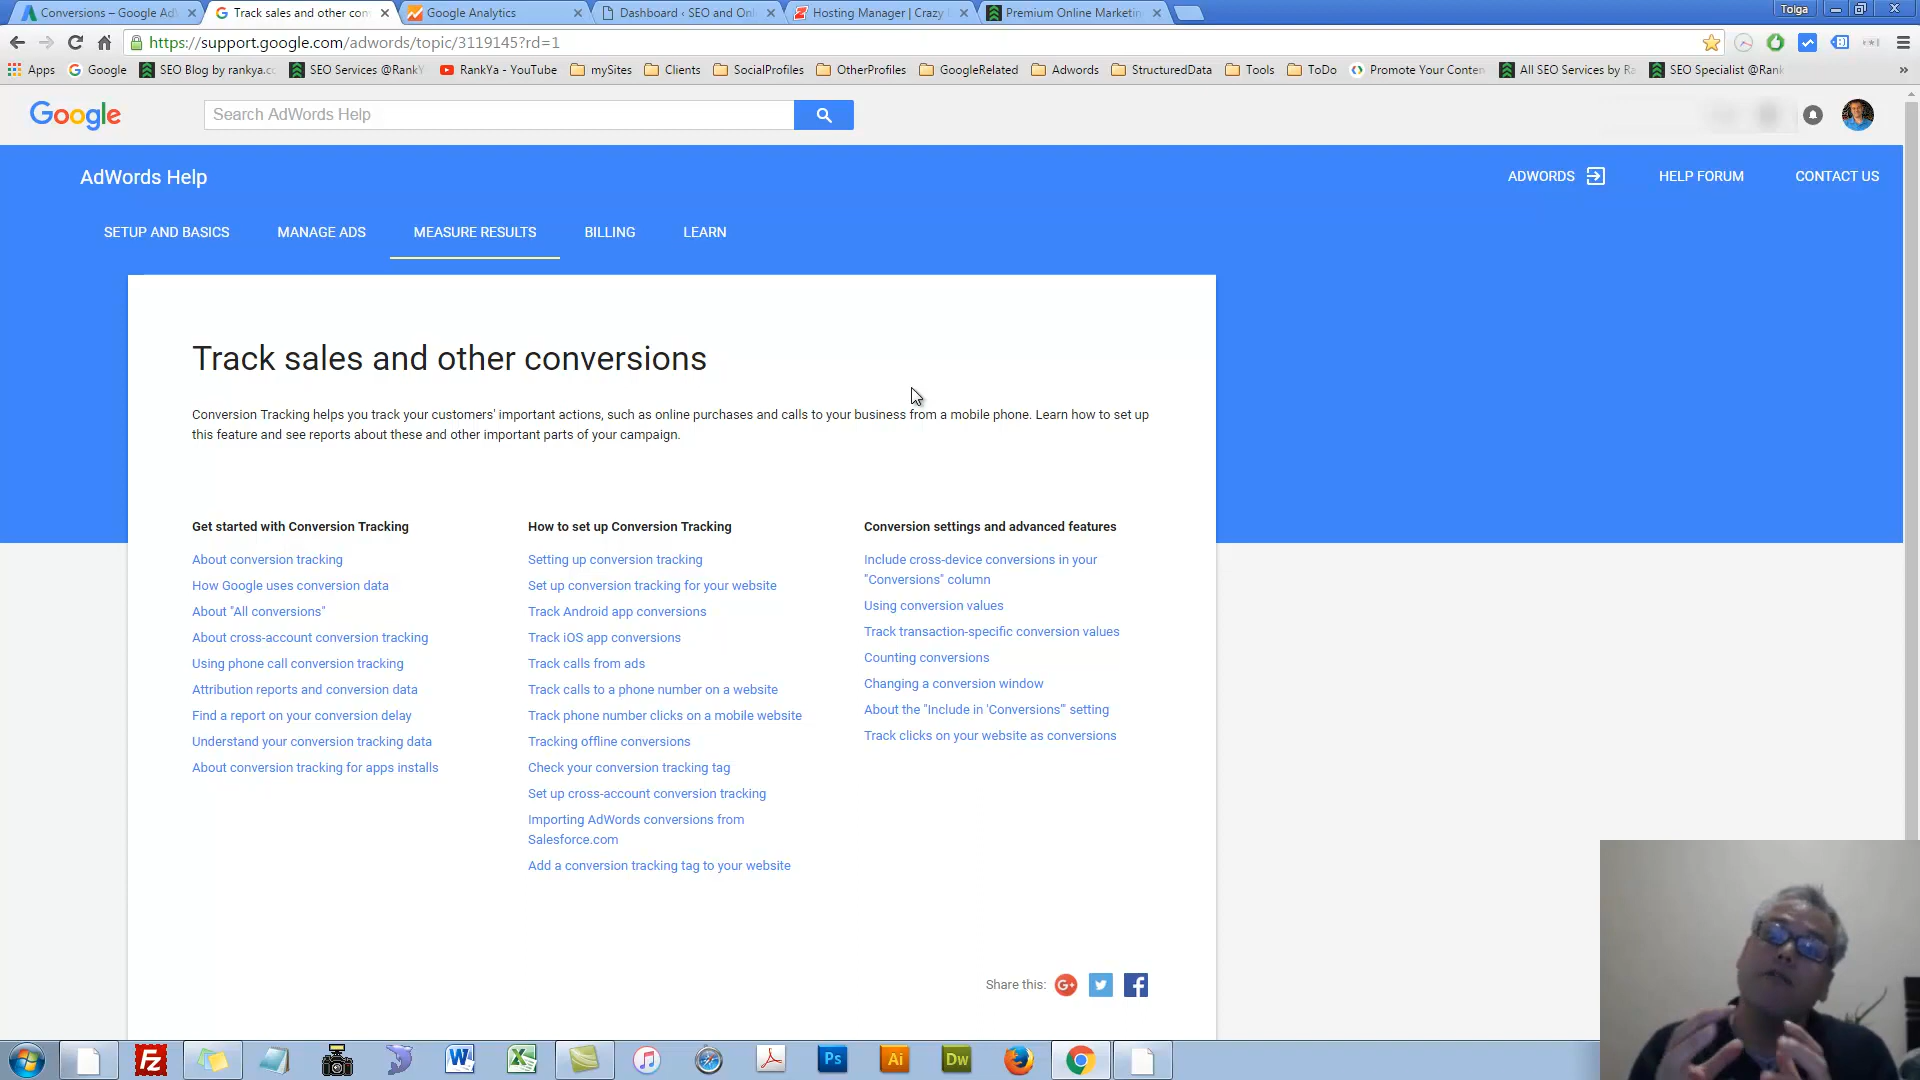 Conversions – Google Ad
Track sales and other con
Google Analytics
Dashboard ‹ SEO and Onl
Hosting Manager | Crazy
Premium Online Marketin
Tolga
https://support.google.com/adwords/topic/3119145?rd=1
Apps
Google
SEO Blog by rankya.c
SEO Services @RankY
RankYa - YouTube
mySites
Clients
SocialProfiles
OtherProfiles
GoogleRelated
Adwords
StructuredData
Tools
ToDo
Promote Your Conten
All SEO Services by Ra
SEO Specialist @Rank
»
Google
Search AdWords Help
AdWords Help
ADWORDS
HELP FORUM
CONTACT US
SETUP AND BASICS
MANAGE ADS
MEASURE RESULTS
BILLING
LEARN
Track sales and other conversions
Conversion Tracking helps you track your customers' important actions, such as online purchases and calls to your business from a mobile phone. Learn how to set up
this feature and see reports about these and other important parts of your campaign.
Get started with Conversion Tracking
About conversion tracking
How Google uses conversion data
About "All conversions"
About cross-account conversion tracking
Using phone call conversion tracking
Attribution reports and conversion data
Find a report on your conversion delay
Understand your conversion tracking data
About conversion tracking for apps installs
How to set up Conversion Tracking
Setting up conversion tracking
Set up conversion tracking for your website
Track Android app conversions
Track iOS app conversions
Track calls from ads
Track calls to a phone number on a website
Track phone number clicks on a mobile website
Tracking offline conversions
Check your conversion tracking tag
Set up cross-account conversion tracking
Importing AdWords conversions from
Salesforce.com
Add a conversion tracking tag to your website
Conversion settings and advanced features
Include cross-device conversions in your
"Conversions" column
Using conversion values
Track transaction-specific conversion values
Counting conversions
Changing a conversion window
About the "Include in 'Conversions'" setting
Track clicks on your website as conversions
Share this:
G+
Fz
W
Ps
Ai
Dw